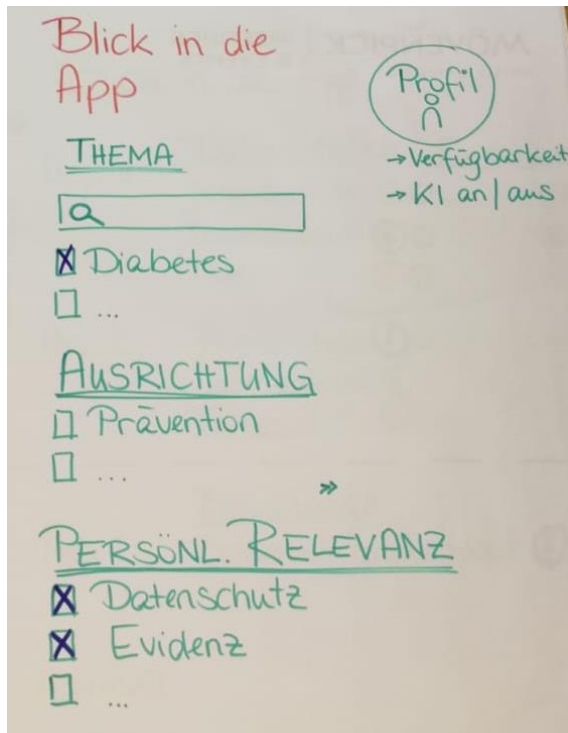 Blick in die
App
Profil
→ Verfügbarkeit
→ KI an | aus
THEMA
Diabetes
...
AUSRICHTUNG
Prävention
...
»
PERSÖNL. RELEVANZ
Datenschutz
Evidenz
...